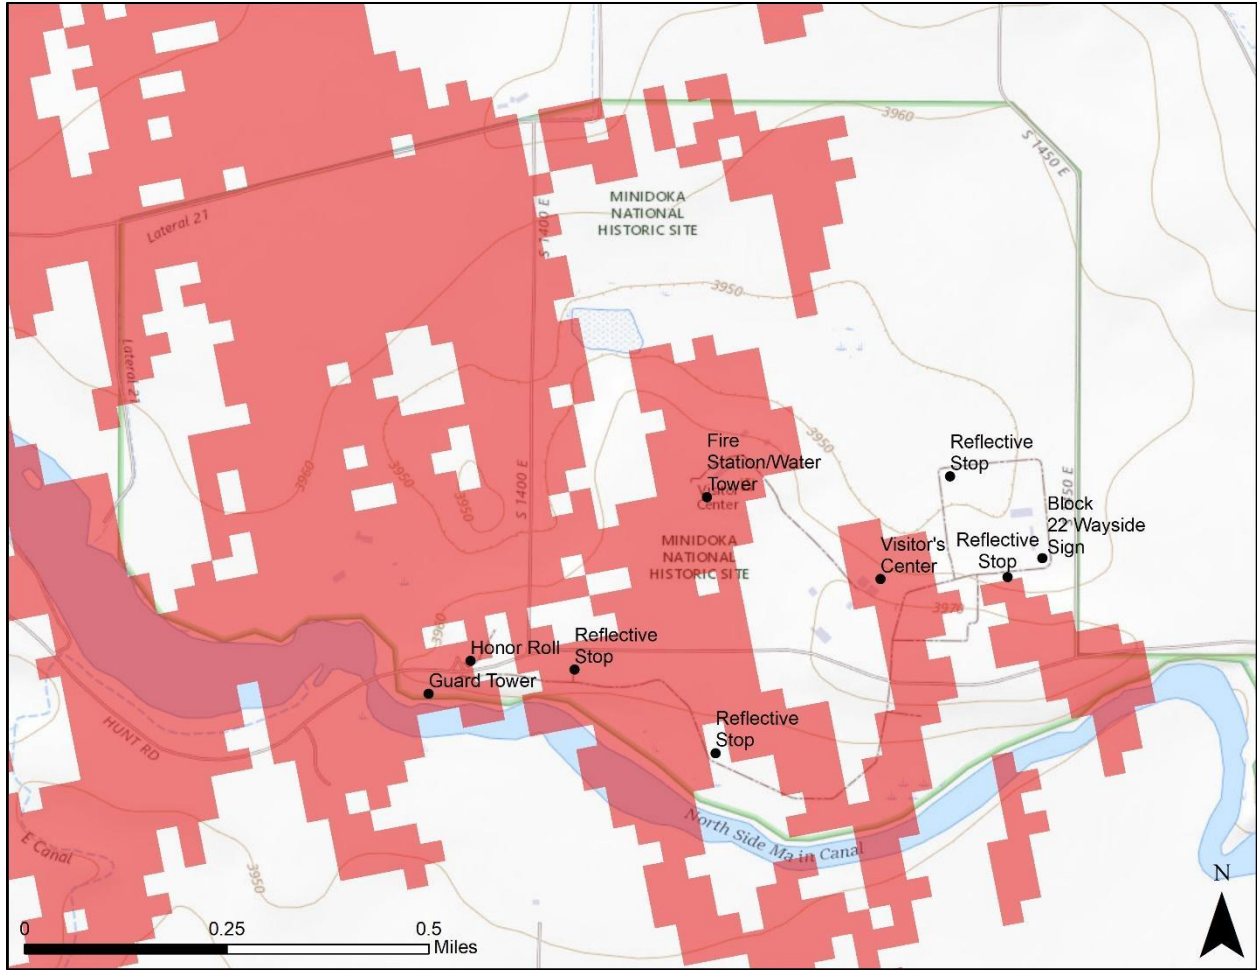 3960
S 1450 E
MINIDOKA
NATIONAL
HISTORIC SITE
Lateral 21
S 1400 E
3950
Lateral 21
3950
Fire
Station/Water
Tower
Visitor
Center
Reflective
Stop
3960
3950
3950
S 1400 E
Block
22 Wayside
Sign
Reflective
Stop
Visitor's
Center
MINIDOKA
NATIONAL
HISTORIC SITE
3970
3960
Honor Roll
Reflective
Stop
Guard Tower
Reflective
Stop
HUNT RD
North Side Main Canal
E Canal
3950
N
0 0.25 0.5
Miles